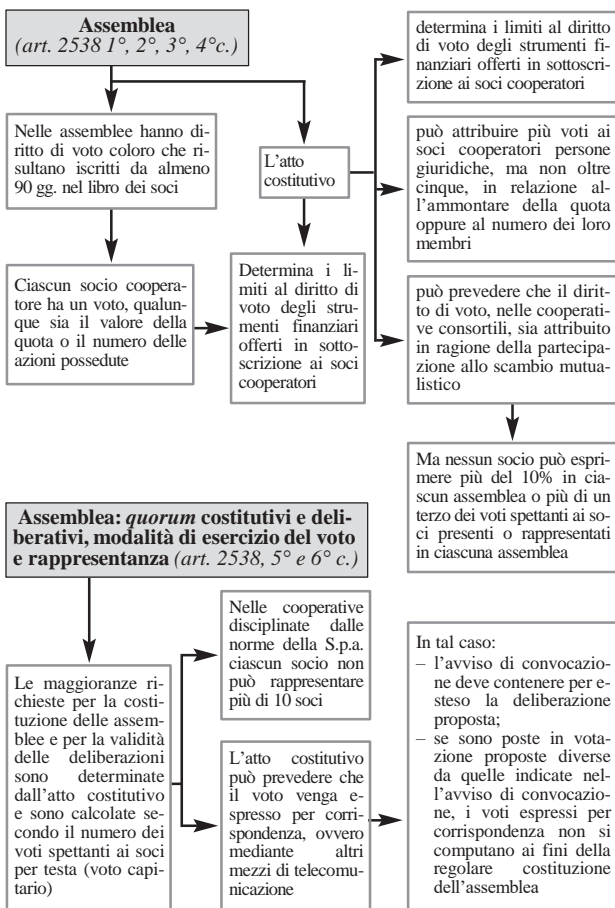 Assemblea
(art. 2538 1°, 2°, 3°, 4°c.)
Nelle assemblee hanno di-
ritto di voto coloro che ri-
sultano iscritti da almeno
90 gg. nel libro dei soci
Ciascun socio coopera-
tore ha un voto, qualun-
que sia il valore della
quota o il numero delle
azioni possedute
L'atto
costitutivo
Determina i li-
miti al diritto di
voto degli stru-
menti finanziari
offerti in sotto-
scrizione ai soci
cooperatori
determina i limiti al diritto
di voto degli strumenti fi-
nanziari offerti in sottoscri-
zione ai soci cooperatori
può attribuire più voti ai
soci cooperatori persone
giuridiche, ma non oltre
cinque, in relazione al-
l'ammontare della quota
oppure al numero dei loro
membri
può prevedere che il dirit-
to di voto, nelle cooperati-
ve consortili, sia attribuito
in ragione della partecipa-
zione allo scambio mutua-
listico
Ma nessun socio può espri-
mere più del 10% in cia-
scun assemblea o più di un
terzo dei voti spettanti ai so-
ci presenti o rappresentati
in ciascuna assemblea
Assemblea: quorum costitutivi e deli-
berativi, modalità di esercizio del voto
e rappresentanza (art. 2538, 5° e 6° c.)
Le maggioranze ri-
chieste per la costi-
tuzione delle assem-
blee e per la validità
delle deliberazioni
sono determinate
dall'atto costitutivo
e sono calcolate se-
condo il numero dei
voti spettanti ai soci
per testa (voto capi-
tario)
Nelle cooperative
disciplinate dalle
norme della S.p.a.
ciascun socio non
può rappresentare
più di 10 soci
L'atto costitutivo
può prevedere che
il voto venga e-
spresso per corri-
spondenza, ovvero
mediante altri
mezzi di telecomu-
nicazione
In tal caso:
– l'avviso di convocazio-
ne deve contenere per e-
steso la deliberazione
proposta;
– se sono poste in vota-
zione proposte diverse
da quelle indicate nel-
l'avviso di convocazio-
ne, i voti espressi per
corrispondenza non si
computano ai fini della
regolare costituzione
dell'assemblea